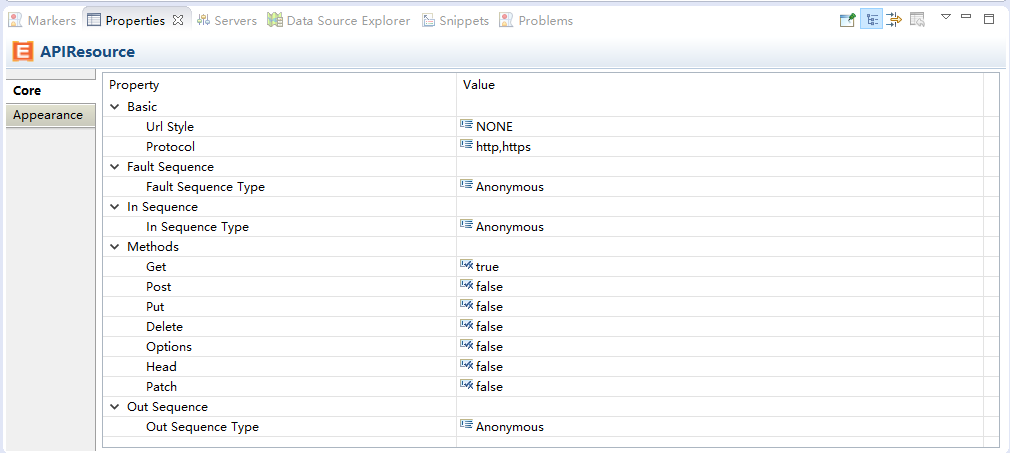 Markers Properties Servers Data Source Explorer Snippets Problems
E APIResource
Core
Appearance
Property Value
Basic
Url Style NONE
Protocol http,https
Fault Sequence
Fault Sequence Type Anonymous
In Sequence
In Sequence Type Anonymous
Methods
Get true
Post false
Put false
Delete false
Options false
Head false
Patch false
Out Sequence
Out Sequence Type Anonymous